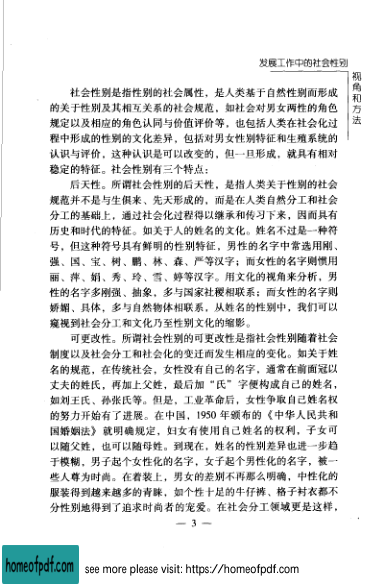 发展工作中的社会性别
视角和方法
社会性别是指性别的社会属性，是人类基于自然性别而形成
的关于性别及其相互关系的社会规范，如社会对男女两性的角色
规定以及相应的角色认同与价值评价等，也包括人类在社会化过
程中形成的性别的文化差异，包括对男女性别特征和生殖系统的
认识与评价，这种认识是可以改变的，但一旦形成，就具有相对
稳定的特征。社会性别有三个特点：
后天性。所谓社会性别的后天性，是指人类关于性别的社会
规范并不是与生俱来、先天形成的，而是在人类自然分工和社会
分工的基础上，通过社会化过程得以继承和传习下来，因而具有
历史和时代的特征。如关于人的姓名的文化。姓名不过是一种符
号，但这种符号具有鲜明的性别特征，男性的名字中常选用刚、
强、国、宝、树、鹏、林、森、严等汉字；而女性的名字则惯用
丽、萍、娟、秀、玲、雪、婷等汉字。用文化的视角来分析，男
性的名字多刚强、抽象，多与国家社稷相联系；而女性的名字则
娇媚、具体，多与自然物体相联系，从姓名的性别中，我们可以
窥视到社会分工和文化乃至性别文化的缩影。
可更改性。所谓社会性别的可更改性是指社会性别随着社会
制度以及社会分工和社会化的变迁而发生相应的变化。如关于姓
名的规范，在传统社会，女性没有自己的名字，通常在前面冠以
丈夫的姓氏，再加上父姓，最后加“氏”字便构成自己的姓名，
如刘王氏、孙张氏等。但是，工业革命后，女性争取自己姓名权
的努力开始有了进展。在中国，1950 年颁布的《中华人民共和
国婚姻法》就明确规定，妇女有使用自己姓名的权利，子女可
以随父姓，也可以随母姓。到现在，姓名的性别差异也进一步趋
于模糊，男子起个女性化的名字，女子起个男性化的名字，被一
些人尊为时尚。在着装上，男女的差别不再那么明确，中性化的
服装得到越来越多的青睐，如个性十足的牛仔裤、格子衬衣都不
分性别地得到了追求时尚者的宠爱。在社会分工领域更是这样，
— 3 —
homeofpdf.com
see more please visit: https://homeofpdf.com